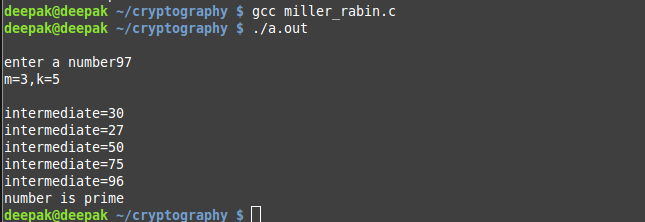 deepak@deepak ~/cryptography $ gcc miller_rabin.c
deepak@deepak ~/cryptography $ ./a.out
enter a number97
m=3,k=5
intermediate=30
intermediate=27
intermediate=50
intermediate=75
intermediate=96
number is prime
deepak@deepak ~/cryptography $